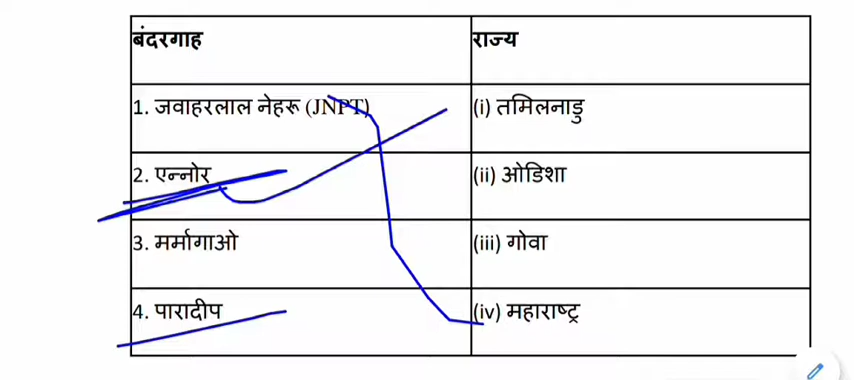 बंदरगाह राज्य
1. जवाहरलाल नेहरू (JNPT) (i) तमिलनाडु
2. एन्नोर (ii) ओडिशा
3. मर्मागाओ (iii) गोवा
4. पारादीप (iv) महाराष्ट्र